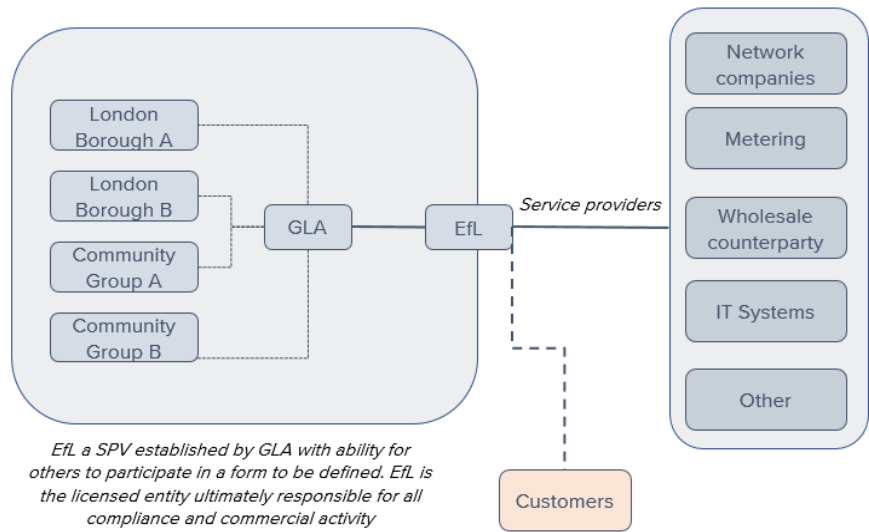 London
Borough A
London
Borough B
Community
Group A
Community
Group B
GLA
EfL
Service providers
Network
companies
Metering
Wholesale
counterparty
IT Systems
Other
Customers
EfL a SPV established by GLA with ability for
others to participate in a form to be defined. EfL is
the licensed entity ultimately responsible for all
compliance and commercial activity